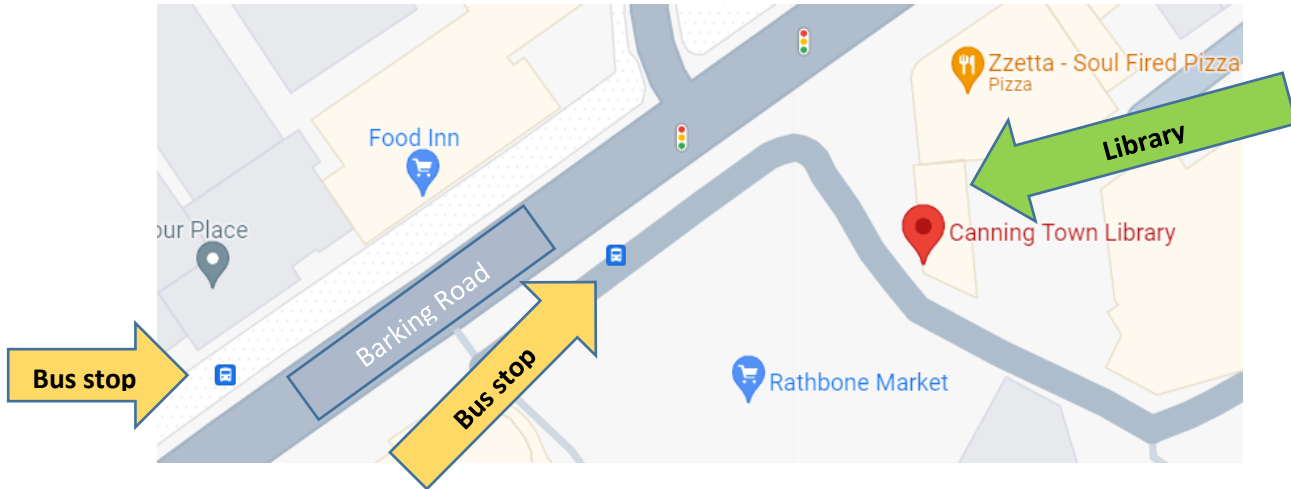 Zzetta - Soul Fired Pizza
Pizza
Library
Food Inn
our Place
Canning Town Library
Barking Road
Bus stop
Bus stop
Rathbone Market